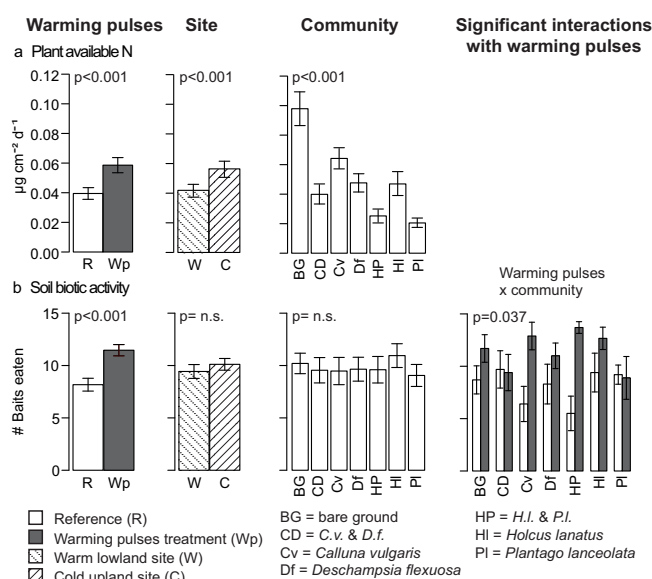 Warming pulses Site Community Significant interactions
with warming pulses
a Plant available N
µg cm⁻² d⁻¹
0.12
0.10
0.08
0.06
0.04
0.02
0.00
p<0.001
R Wp
p<0.001
W C
p<0.001
BG CD Cv Df HP Hl Pl
b Soil biotic activity
# Baits eaten
15
10
5
0
p<0.001
R Wp
p= n.s.
W C
p= n.s.
BG CD Cv Df HP Hl Pl
Warming pulses
x community
p=0.037
BG CD Cv Df HP Hl Pl
Reference (R)
Warming pulses treatment (Wp)
Warm lowland site (W)
Cold upland site (C)
BG = bare ground
CD = C.v. & D.f.
Cv = Calluna vulgaris
Df = Deschampsia flexuosa
HP = H.l. & P.l.
Hl = Holcus lanatus
Pl = Plantago lanceolata